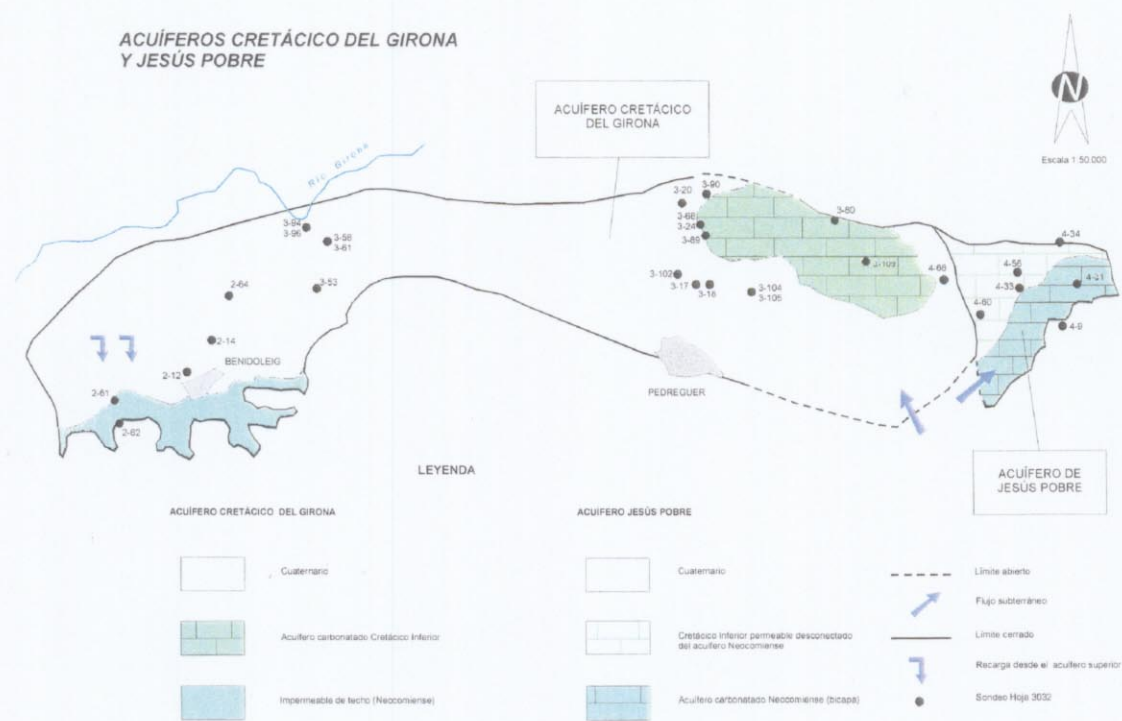 ACUÍFEROS CRETÁCICO DEL GIRONA
Y JESÚS POBRE
ACUÍFERO CRETÁCICO
DEL GIRONA
N
Escala 1:50.000
Río Girona
3-94
3-96
3-56
3-61
2-64
3-53
2-14
BENIDOLEIG
2-12
2-61
2-62
3-20
3-90
3-68
3-24
3-89
3-80
3-109
3-102
3-17
3-18
3-104
3-106
4-66
4-34
4-56
4-33
4-21
4-60
4-9
PEDREGUER
ACUÍFERO DE
JESÚS POBRE
LEYENDA
ACUÍFERO CRETÁCICO DEL GIRONA
Cuaternario
Acuífero carbonatado Cretácico Inferior
Impermeable de techo (Neocomiense)
ACUÍFERO JESÚS POBRE
Cuaternario
Cretácico Inferior permeable desconectado
del acuífero Neocomiense
Acuífero carbonatado Neocomiense (bicapa)
Límite abierto
Flujo subterráneo
Límite cerrado
Recarga desde el acuífero superior
Sondeo Hoja 3032